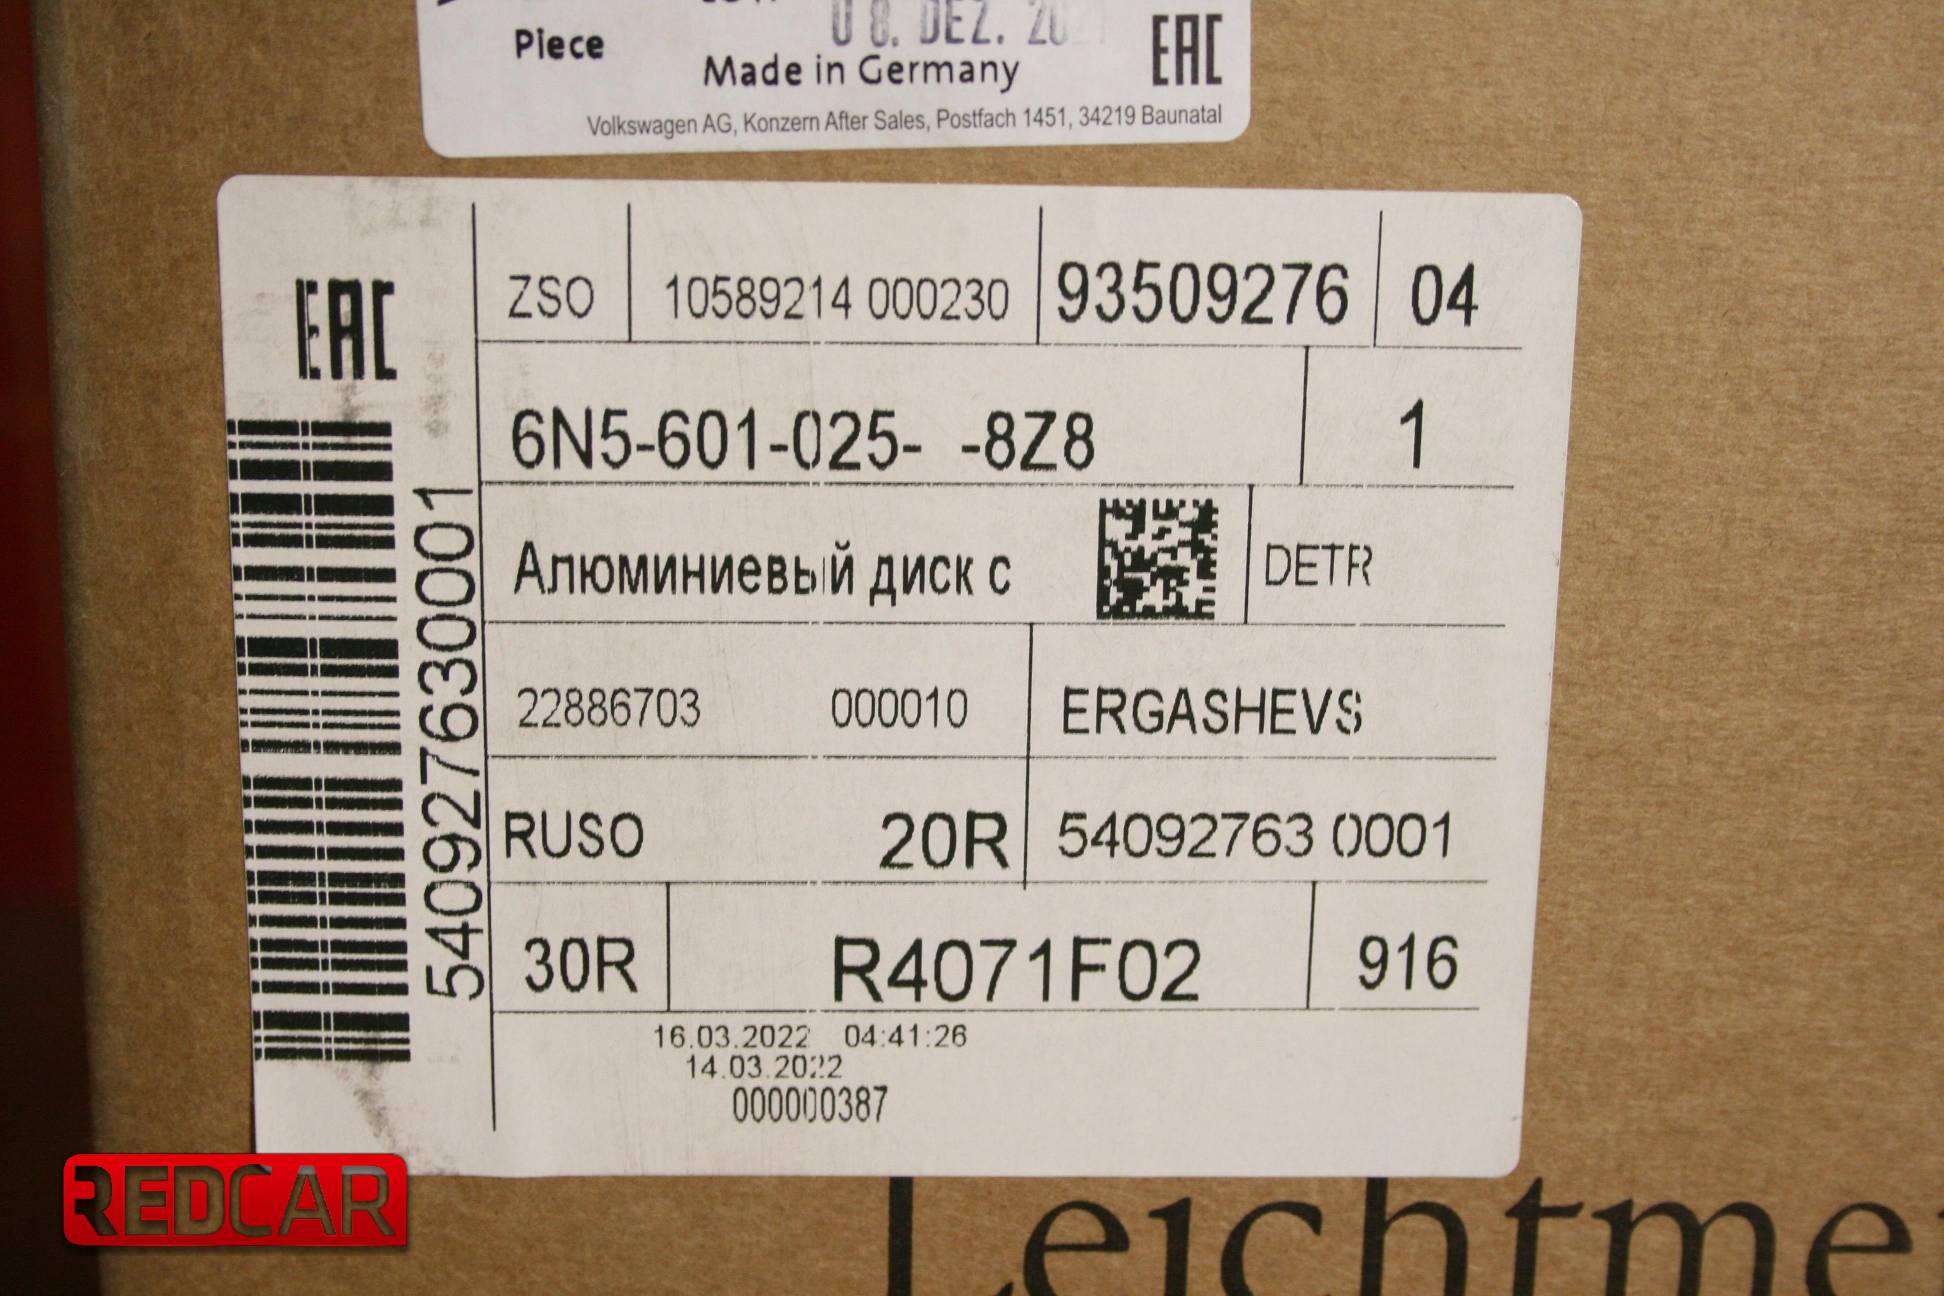 Piece
08. DEZ. 20
EAC
Made in Germany
Volkswagen AG, Konzern After Sales, Postfach 1451, 34219 Baunatal
EAC
540927630001
ZSO 10589214 000230 93509276 04
6N5-601-025- -8Z8 1
Алюминиевый диск с DETR
22886703 000010 ERGASHEVS
RUSO 20R 54092763 0001
30R R4071F02 916
16.03.2022 04:41:26
14.03.2022
000000387
REDCAR